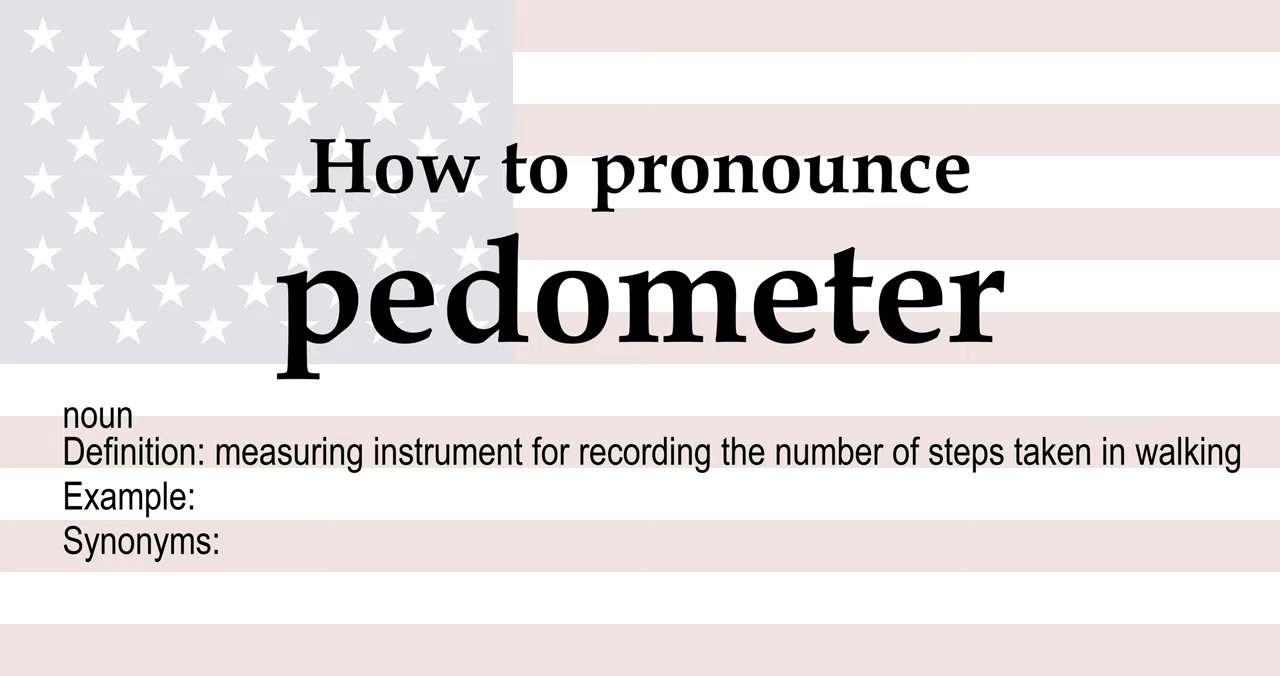 How to pronounce
pedometer
noun
Definition: measuring instrument for recording the number of steps taken in walking
Example:
Synonyms: